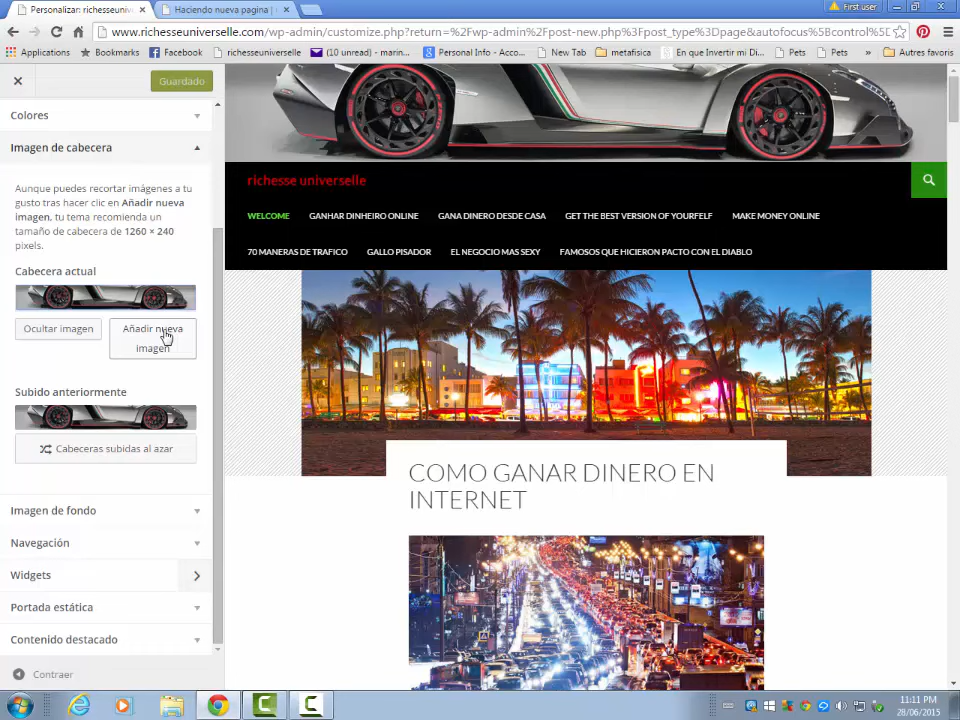 Personalizar: richesseuniv
Haciendo nueva pagina |
First user
www.richesseuniverselle.com/wp-admin/customize.php?return=%2Fwp-admin%2Fpost-new.php%3Fpost_type%3Dpage&autofocus%5Bcontrol%5D
Applications
Bookmarks
Facebook
richesseuniverselle
(10 unread) - marin...
Personal Info - Acco...
New Tab
metafisica
En que Invertir mi Di...
Pets
Pets
»
Otros favoritos
Guardado
Colores
Imagen de cabecera
Aunque puedes recortar imágenes a tu
gusto tras hacer clic en Añadir nueva
imagen, tu tema recomienda un
tamaño de cabecera de 1260 × 240
pixels.
Cabecera actual
Ocultar imagen
Añadir nueva
imagen
Subido anteriormente
Cabeceras subidas al azar
Imagen de fondo
Navegación
Widgets
Portada estática
Contenido destacado
Contraer
richesse universelle
WELCOME GANHAR DINHEIRO ONLINE GANA DINERO DESDE CASA GET THE BEST VERSION OF YOURFELF MAKE MONEY ONLINE
70 MANERAS DE TRAFICO GALLO PISADOR EL NEGOCIO MAS SEXY FAMOSOS QUE HICIERON PACTO CON EL DIABLO
COMO GANAR DINERO EN
INTERNET
11:11 PM
28/06/2015